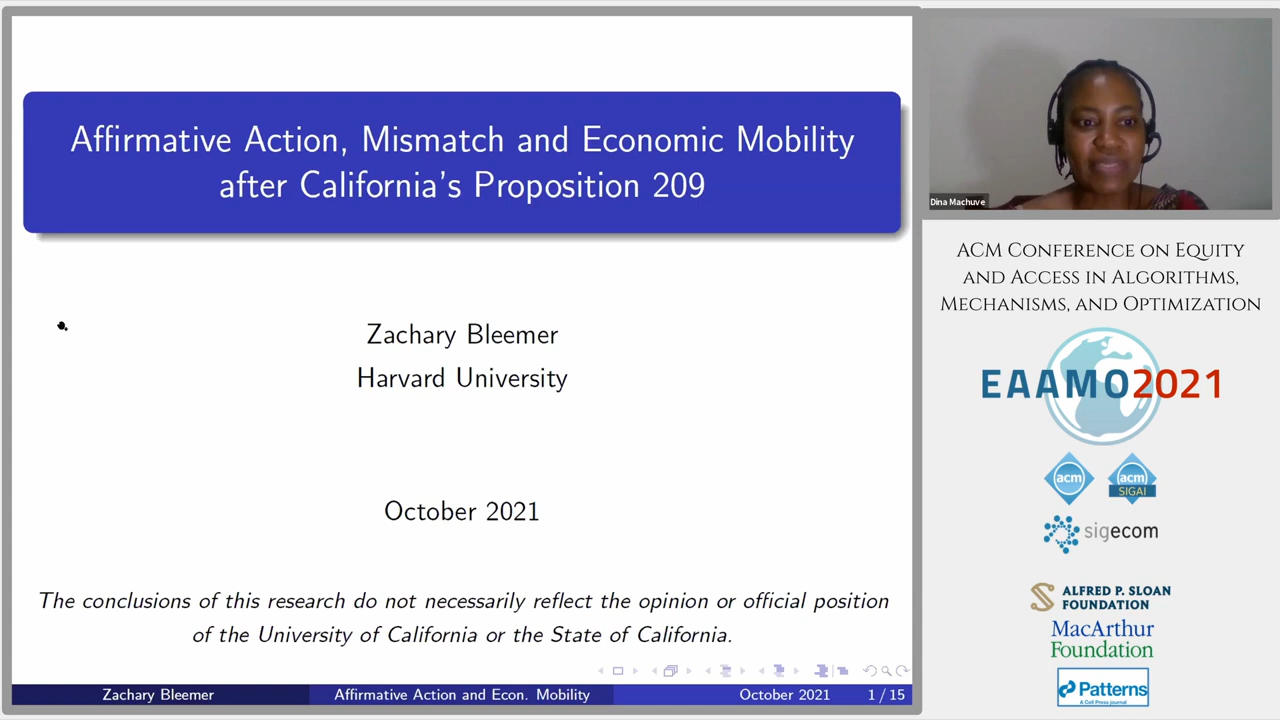 Affirmative Action, Mismatch and Economic Mobility
after California's Proposition 209
Zachary Bleemer
Harvard University
October 2021
The conclusions of this research do not necessarily reflect the opinion or official position
of the University of California or the State of California.
Zachary Bleemer
Affirmative Action and Econ. Mobility
October 2021
1 / 15
Dina Machuve
ACM Conference on Equity
and Access in Algorithms,
Mechanisms, and Optimization
EAAMO2021
acm
acm
SIGAI
sigecom
ALFRED P. SLOAN
FOUNDATION
MacArthur
Foundation
Patterns
A Cell Press journal